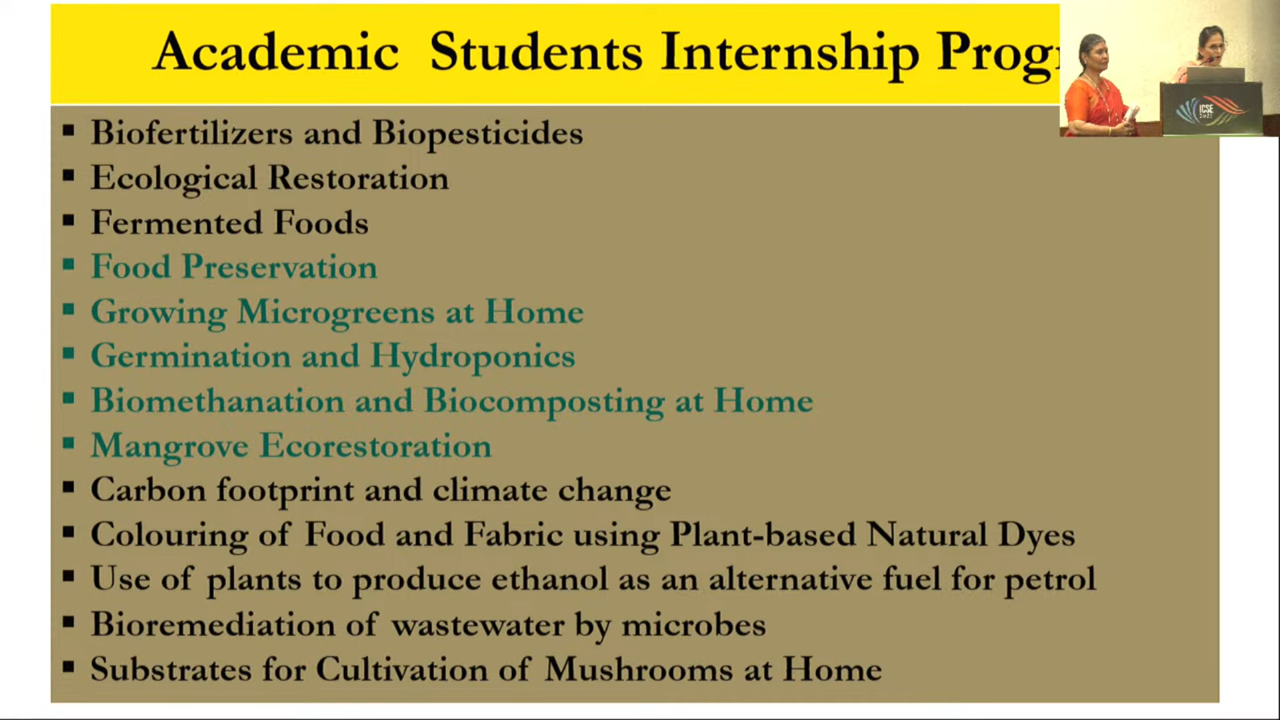 Academic Students Internship Prog
▪ Biofertilizers and Biopesticides
▪ Ecological Restoration
▪ Fermented Foods
▪ Food Preservation
▪ Growing Microgreens at Home
▪ Germination and Hydroponics
▪ Biomethanation and Biocomposting at Home
▪ Mangrove Ecorestoration
▪ Carbon footprint and climate change
▪ Colouring of Food and Fabric using Plant-based Natural Dyes
▪ Use of plants to produce ethanol as an alternative fuel for petrol
▪ Bioremediation of wastewater by microbes
▪ Substrates for Cultivation of Mushrooms at Home
ICSE